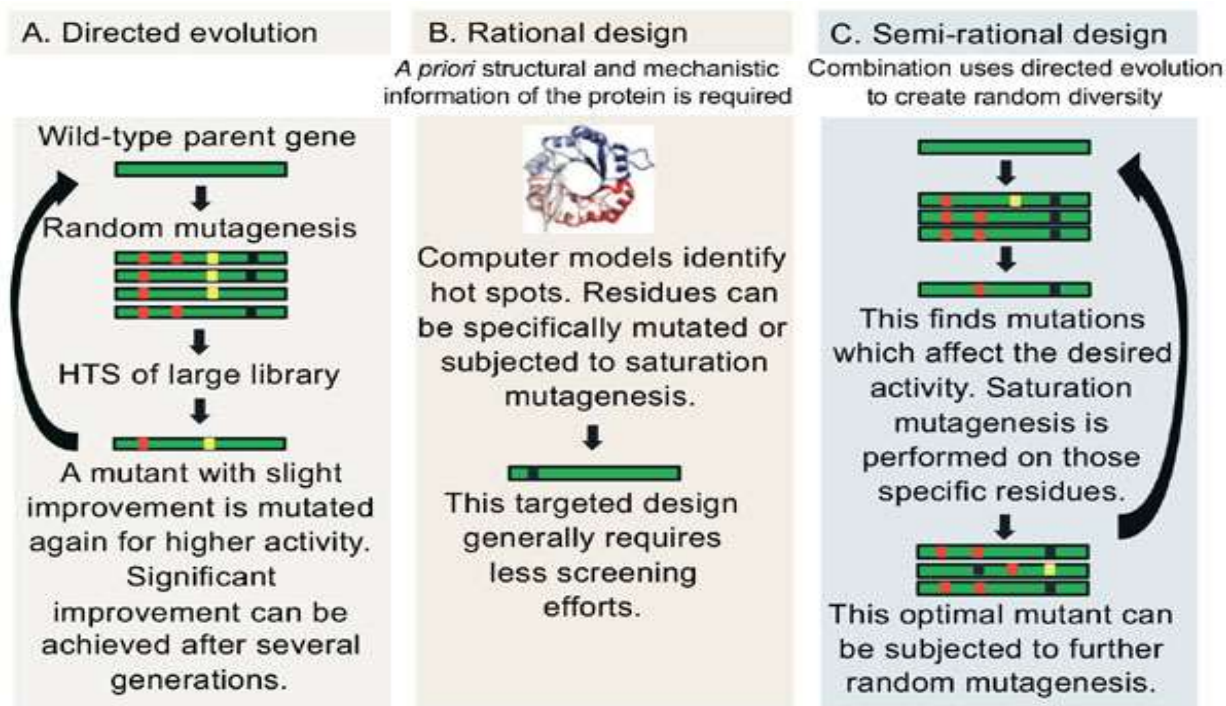 A. Directed evolution
Wild-type parent gene
Random mutagenesis
HTS of large library
A mutant with slight
improvement is mutated
again for higher activity.
Significant
improvement can be
achieved after several
generations.
B. Rational design
A priori structural and mechanistic
information of the protein is required
Computer models identify
hot spots. Residues can
be specifically mutated or
subjected to saturation
mutagenesis.
This targeted design
generally requires
less screening
efforts.
C. Semi-rational design
Combination uses directed evolution
to create random diversity
This finds mutations
which affect the desired
activity. Saturation
mutagenesis is
performed on those
specific residues.
This optimal mutant can
be subjected to further
random mutagenesis.